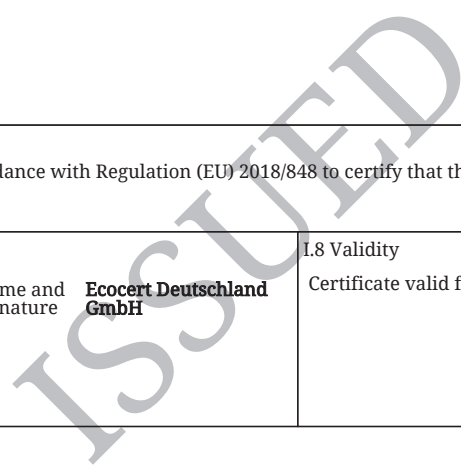 dance with Regulation (EU) 2018/848 to certify that th
I.8 Validity
Certificate valid f
me and
nature
Ecocert Deutschland
GmbH
ISSUED